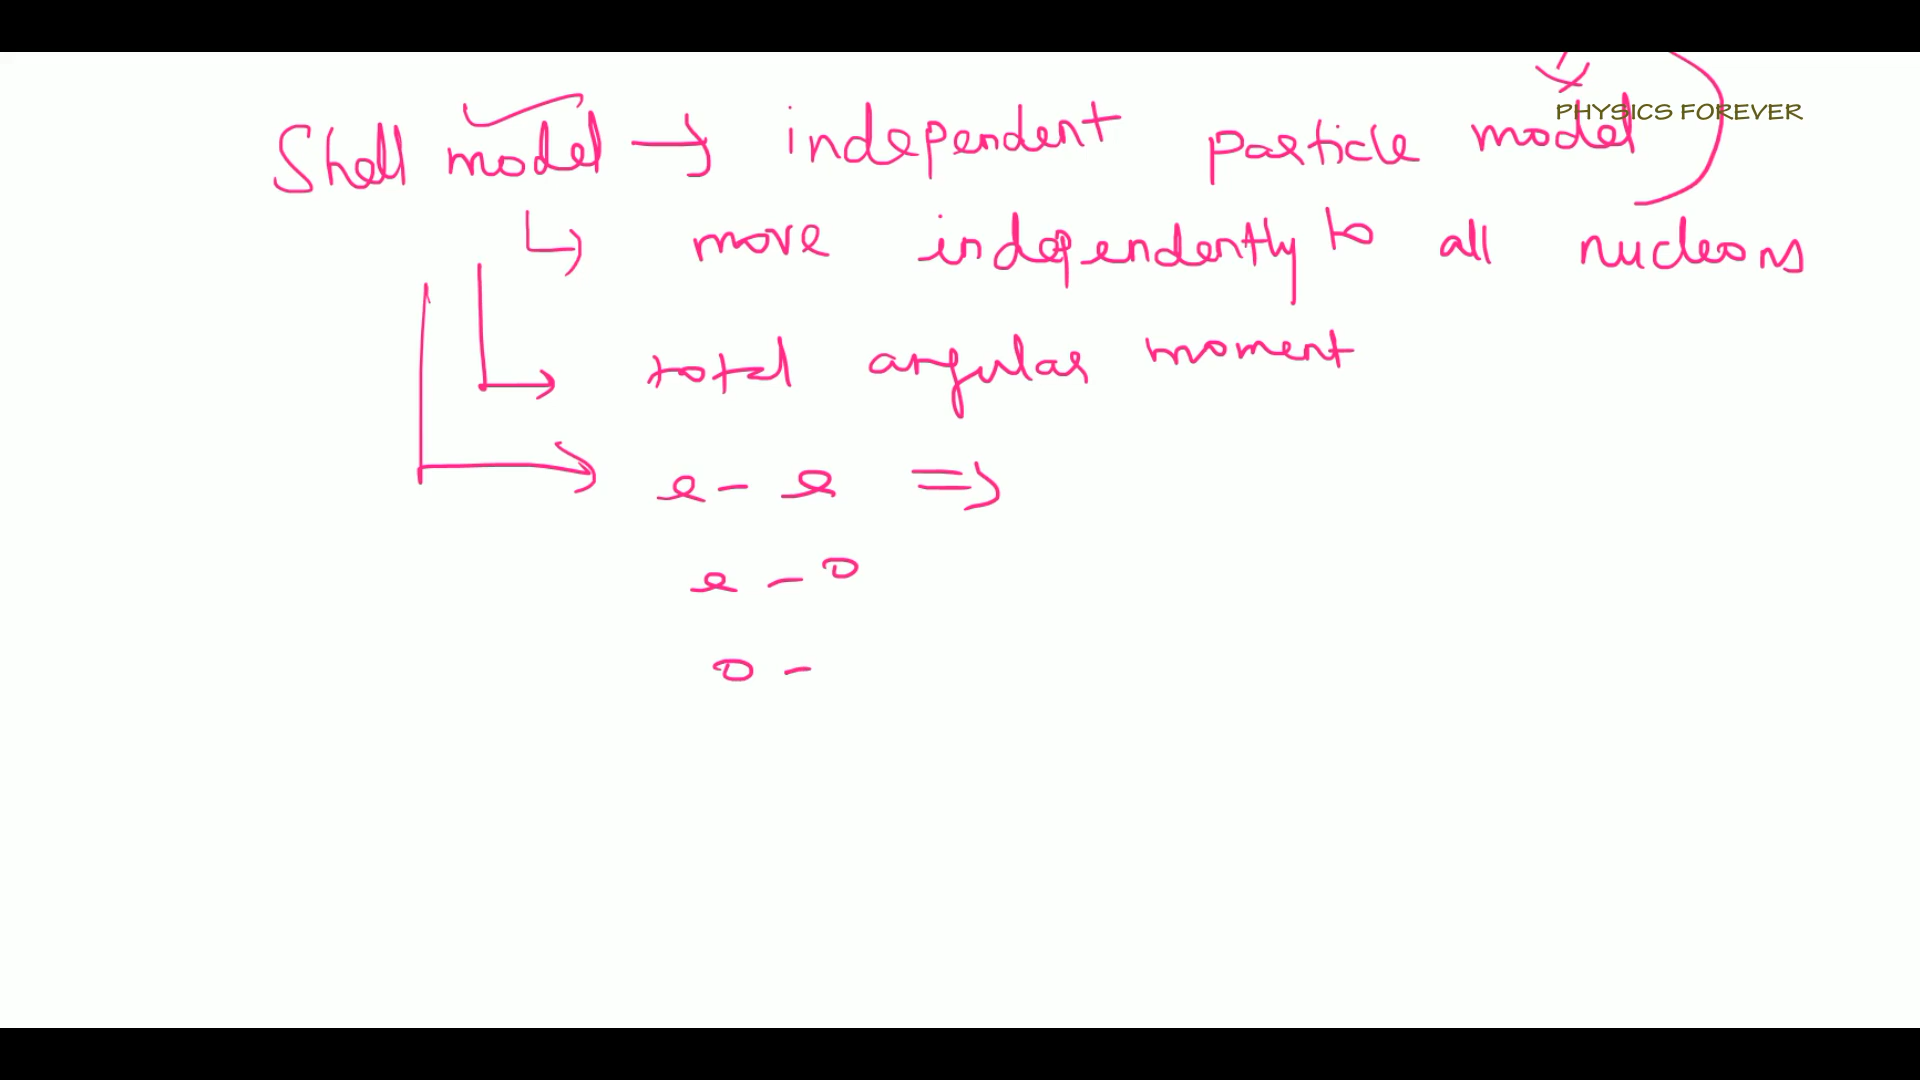 PHYSICS FOREVER
Shell model → independent particle model
↳ move independently to all nucleons
→ total angular moment
→ e - e ⇒
e - o
o -